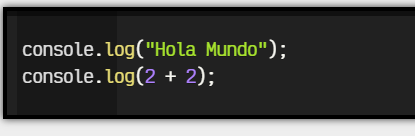 console.log("Hola Mundo");
console.log(2 + 2);